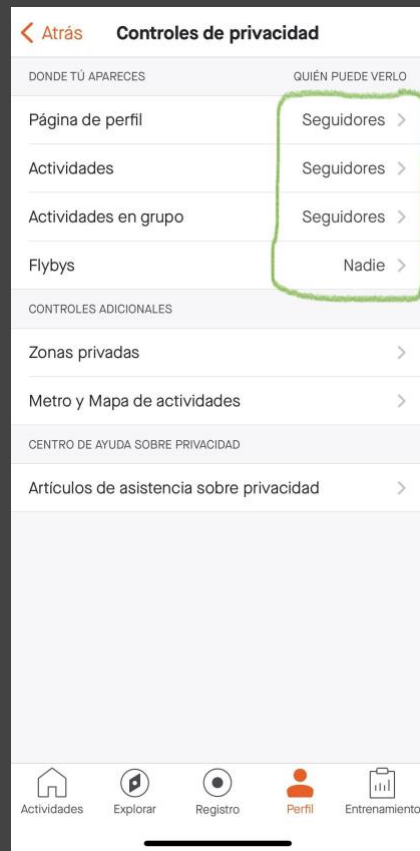 Atrás Controles de privacidad
DONDE TÚ APARECES QUIÉN PUEDE VERLO
Página de perfil Seguidores
Actividades Seguidores
Actividades en grupo Seguidores
Flybys Nadie
CONTROLES ADICIONALES
Zonas privadas
Metro y Mapa de actividades
CENTRO DE AYUDA SOBRE PRIVACIDAD
Artículos de asistencia sobre privacidad
Actividades Explorar Registro Perfil Entrenamiento